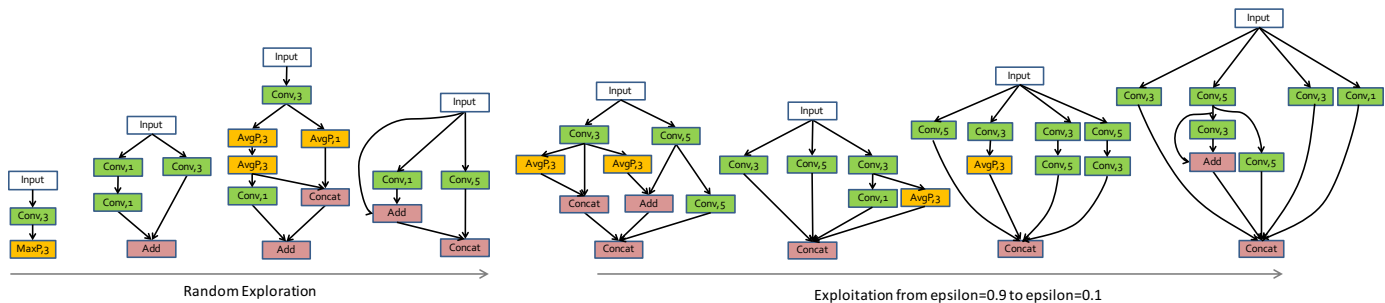 Input
Conv,3
MaxP,3
Input
Conv,1
Conv,3
Conv,1
Add
Input
Conv,3
AvgP,3
AvgP,1
AvgP,3
Conv,1
Concat
Add
Input
Conv,1
Conv,5
Add
Concat
Random Exploration
Input
Conv,3
Conv,5
AvgP,3
AvgP,3
Concat
Add
Conv,5
Concat
Input
Conv,3
Conv,5
Conv,3
Conv,1
AvgP,3
Concat
Input
Conv,5
Conv,3
Conv,3
Conv,5
AvgP,3
Conv,5
Conv,3
Concat
Input
Conv,3
Conv,5
Conv,3
Conv,1
Conv,3
Add
Conv,5
Concat
Exploitation from epsilon=0.9 to epsilon=0.1